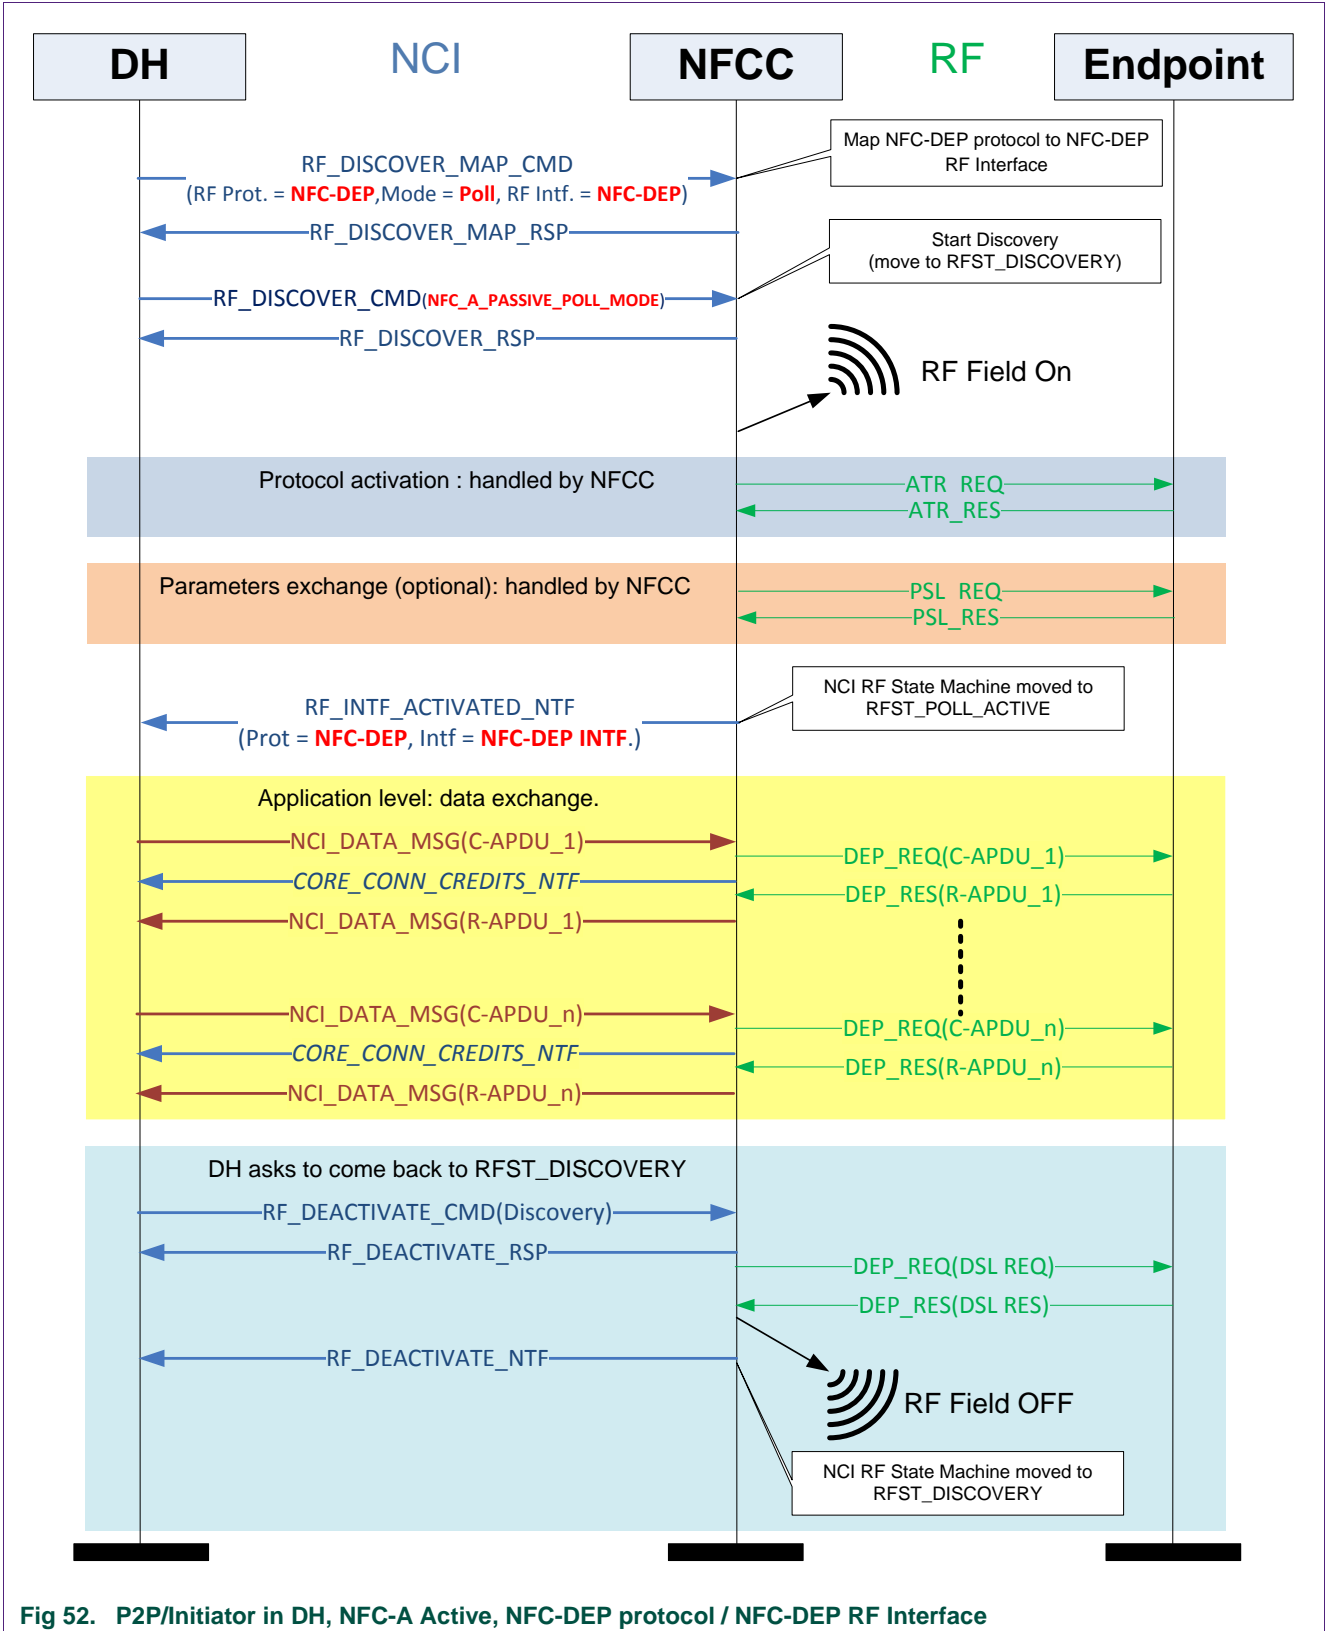 DH NCI NFCC RF Endpoint
Map NFC-DEP protocol to NFC-DEP
RF Interface
RF_DISCOVER_MAP_CMD
(RF Prot. = NFC-DEP,Mode = Poll, RF Intf. = NFC-DEP)
RF_DISCOVER_MAP_RSP
Start Discovery
(move to RFST_DISCOVERY)
RF_DISCOVER_CMD(NFC_A_PASSIVE_POLL_MODE)
RF_DISCOVER_RSP
RF Field On
Protocol activation : handled by NFCC
ATR_REQ
ATR_RES
Parameters exchange (optional): handled by NFCC
PSL_REQ
PSL_RES
NCI RF State Machine moved to
RFST_POLL_ACTIVE
RF_INTF_ACTIVATED_NTF
(Prot = NFC-DEP, Intf = NFC-DEP INTF.)
Application level: data exchange.
NCI_DATA_MSG(C-APDU_1)
DEP_REQ(C-APDU_1)
CORE_CONN_CREDITS_NTF
DEP_RES(R-APDU_1)
NCI_DATA_MSG(R-APDU_1)
NCI_DATA_MSG(C-APDU_n)
DEP_REQ(C-APDU_n)
CORE_CONN_CREDITS_NTF
DEP_RES(R-APDU_n)
NCI_DATA_MSG(R-APDU_n)
DH asks to come back to RFST_DISCOVERY
RF_DEACTIVATE_CMD(Discovery)
RF_DEACTIVATE_RSP
DEP_REQ(DSL REQ)
DEP_RES(DSL RES)
RF_DEACTIVATE_NTF
RF Field OFF
NCI RF State Machine moved to
RFST_DISCOVERY
Fig 52. P2P/Initiator in DH, NFC-A Active, NFC-DEP protocol / NFC-DEP RF Interface